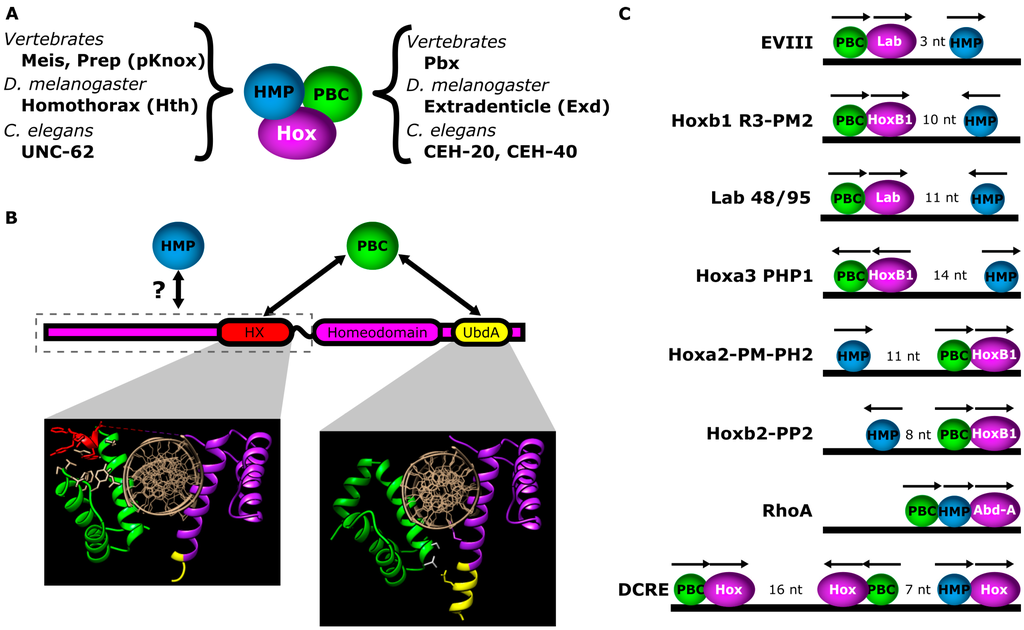 A
Vertebrates
Meis, Prep (pKnox)
D. melanogaster
Homothorax (Hth)
C. elegans
UNC-62
HMP
PBC
Hox
Vertebrates
Pbx
D. melanogaster
Extradenticle (Exd)
C. elegans
CEH-20, CEH-40
B
HMP
PBC
?
HX
Homeodomain
UbdA
C
EVIII
PBC Lab 3 nt HMP
Hoxb1 R3-PM2
PBC HoxB1 10 nt HMP
Lab 48/95
PBC Lab 11 nt HMP
Hoxa3 PHP1
PBC HoxB1 14 nt HMP
Hoxa2-PM-PH2
HMP 11 nt PBC HoxB1
Hoxb2-PP2
HMP 8 nt PBC HoxB1
RhoA
PBC HMP Abd-A
DCRE
PBC Hox 16 nt Hox PBC 7 nt HMP Hox